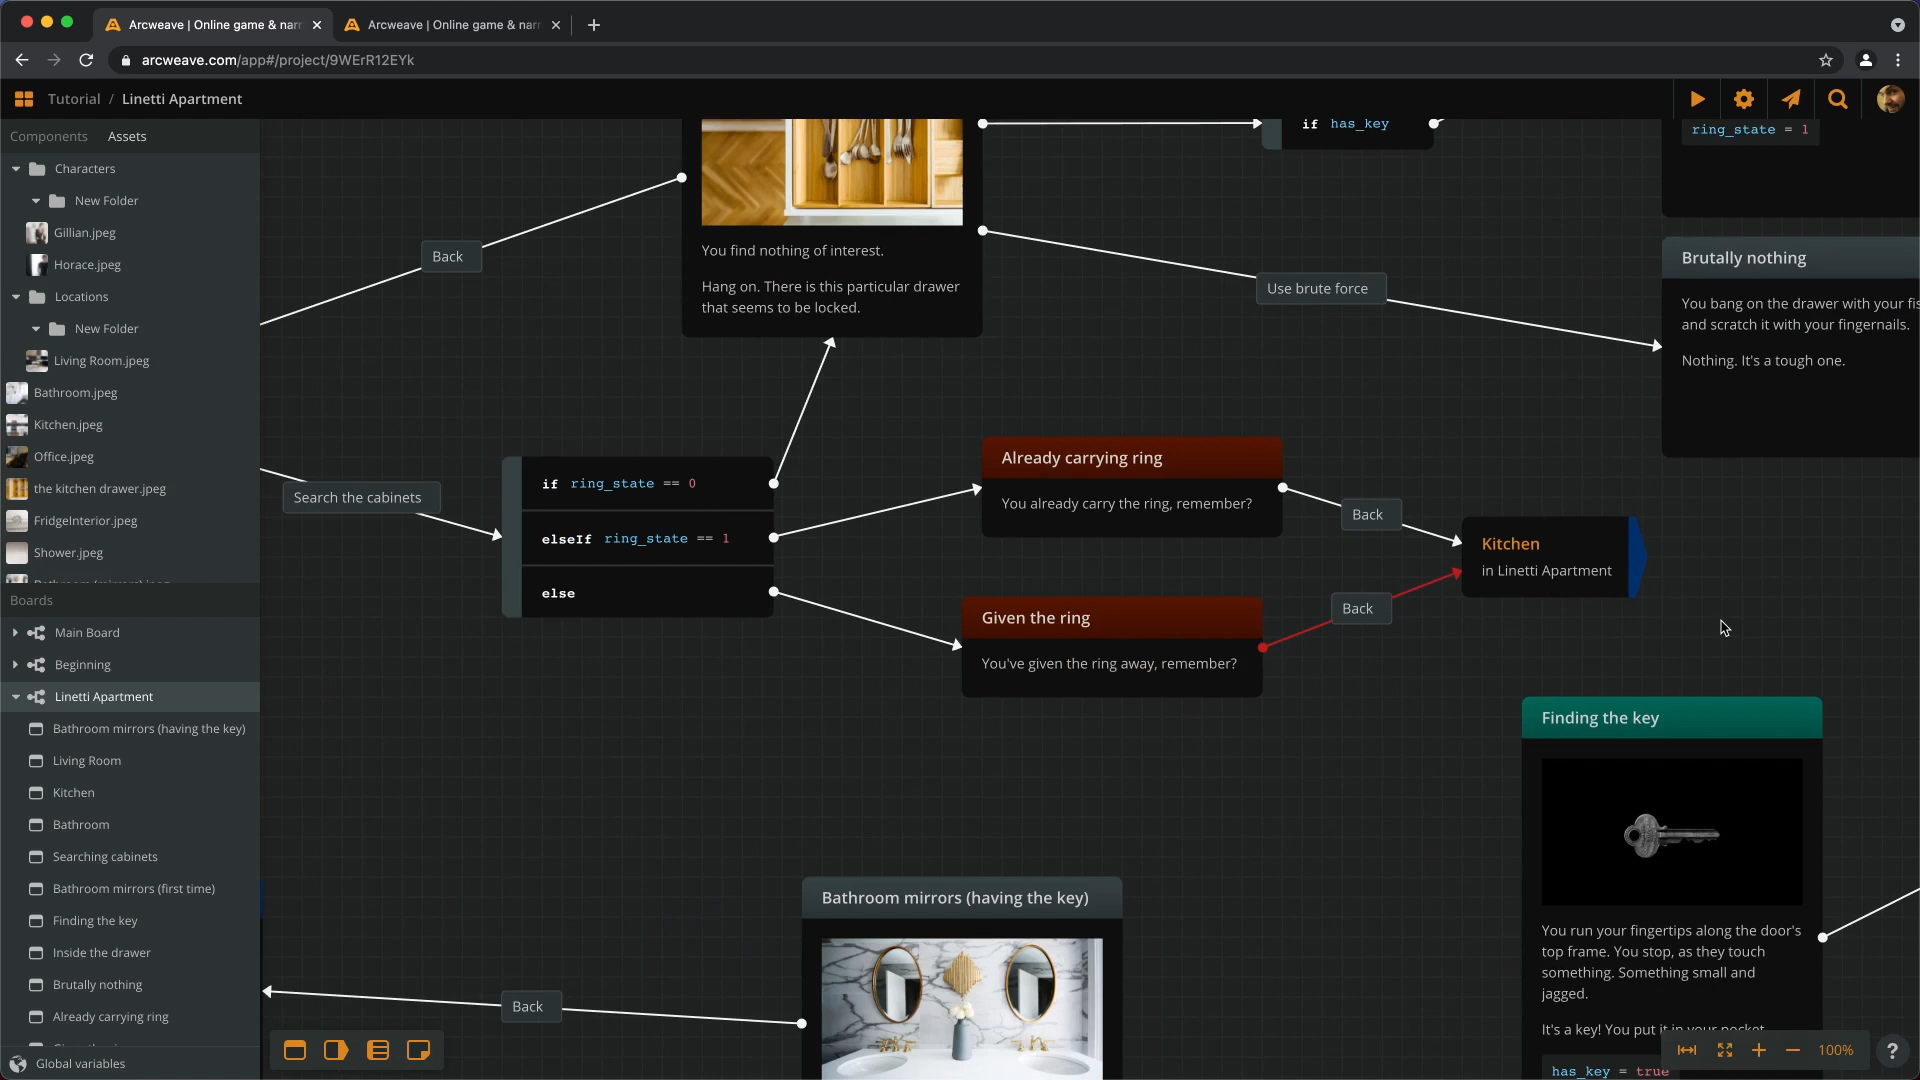 Arcweave | Online game & narr
Arcweave | Online game & narr
arcweave.com/app#/project/9WErR12EYk
Tutorial / Linetti Apartment
Components Assets
Characters
New Folder
Gillian.jpeg
Horace.jpeg
Locations
New Folder
Living Room.jpeg
Bathroom.jpeg
Kitchen.jpeg
Office.jpeg
the kitchen drawer.jpeg
FridgeInterior.jpeg
Shower.jpeg
Boards
Main Board
Beginning
Linetti Apartment
Bathroom mirrors (having the key)
Living Room
Kitchen
Bathroom
Searching cabinets
Bathroom mirrors (first time)
Finding the key
Inside the drawer
Brutally nothing
Already carrying ring
Global variables
if has_key
ring_state = 1
Back
You find nothing of interest.
Hang on. There is this particular drawer
that seems to be locked.
Use brute force
Brutally nothing
You bang on the drawer with your fis
and scratch it with your fingernails.
Nothing. It's a tough one.
Search the cabinets
if ring_state == 0
elseIf ring_state == 1
else
Already carrying ring
You already carry the ring, remember?
Back
Kitchen
in Linetti Apartment
Given the ring
You've given the ring away, remember?
Back
Finding the key
You run your fingertips along the door's
top frame. You stop, as they touch
something. Something small and
jagged.
It's a key! You put it in your pocket.
has_key = true
Bathroom mirrors (having the key)
Back
100%
?